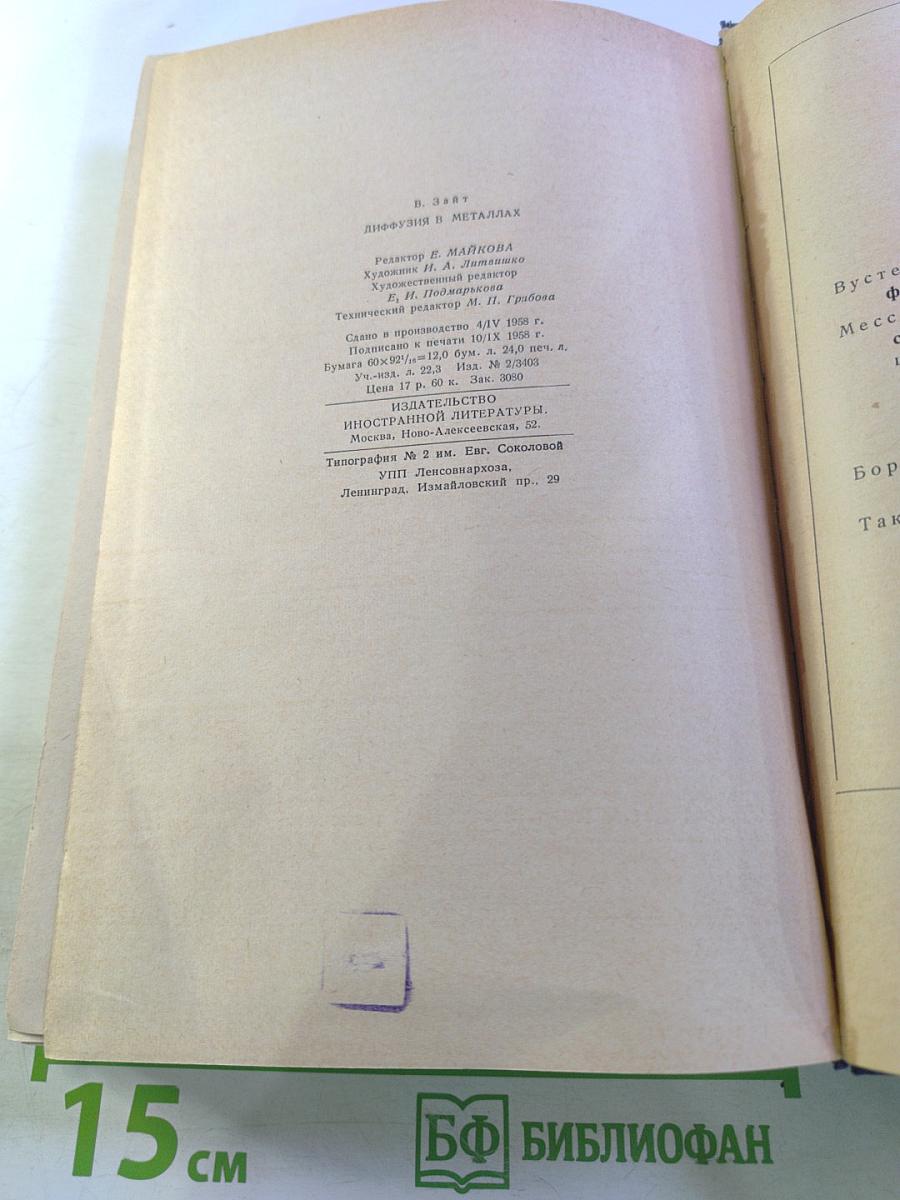 В. Зайт
ДИФФУЗИЯ В МЕТАЛЛАХ
Редактор Е. МАЙКОВА
Художник И. А. Литвишко
Художественный редактор
Е. И. Подмарькова
Технический редактор М. П. Грибова
Сдано в производство 4/IV 1958 г.
Подписано к печати 10/IX 1958 г.
Бумага 60×92¹/₁₆=12,0 бум. л. 24,0 печ. л.
Уч.-изд. л. 22,3 Изд. № 2/3403
Цена 17 р. 60 к. Зак. 3080
ИЗДАТЕЛЬСТВО
ИНОСТРАННОЙ ЛИТЕРАТУРЫ.
Москва, Ново-Алексеевская, 52.
Типография № 2 им. Евг. Соколовой
УПП Ленсовнархоза,
Ленинград, Измайловский пр., 29
Вусте
ф
Месс
с
Бор
Так
15 см
БФ БИБЛИОФАН